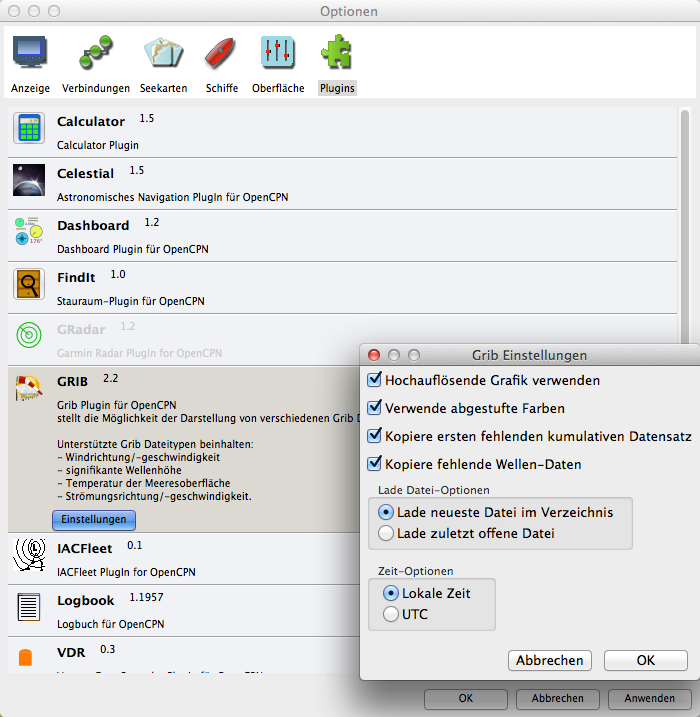 Optionen
Anzeige Verbindungen Seekarten Schiffe Oberfläche Plugins
Calculator 1.5
Calculator Plugin
Celestial 1.5
Astronomisches Navigation PlugIn für OpenCPN
Dashboard 1.2
Dashboard Plugin für OpenCPN
FindIt 1.0
Stauraum-Plugin für OpenCPN
GRadar 1.2
Garmin Radar PlugIn for OpenCPN
GRIB 2.2
Grib Plugin für OpenCPN
stellt die Möglichkeit der Darstellung von verschiedenen Grib
Unterstützte Grib Dateitypen beinhalten:
- Windrichtung/-geschwindigkeit
- signifikante Wellenhöhe
- Temperatur der Meeresoberfläche
- Strömungsrichtung/-geschwindigkeit.
Einstellungen
IACFleet 0.1
IACFleet PlugIn for OpenCPN
Logbook 1.1957
Logbuch für OpenCPN
VDR 0.3
Grib Einstellungen
Hochauflösende Grafik verwenden
Verwende abgestufte Farben
Kopiere ersten fehlenden kumulativen Datensatz
Kopiere fehlende Wellen-Daten
Lade Datei-Optionen
Lade neueste Datei im Verzeichnis
Lade zuletzt offene Datei
Zeit-Optionen
Lokale Zeit
UTC
Abbrechen OK
OK Abbrechen Anwenden